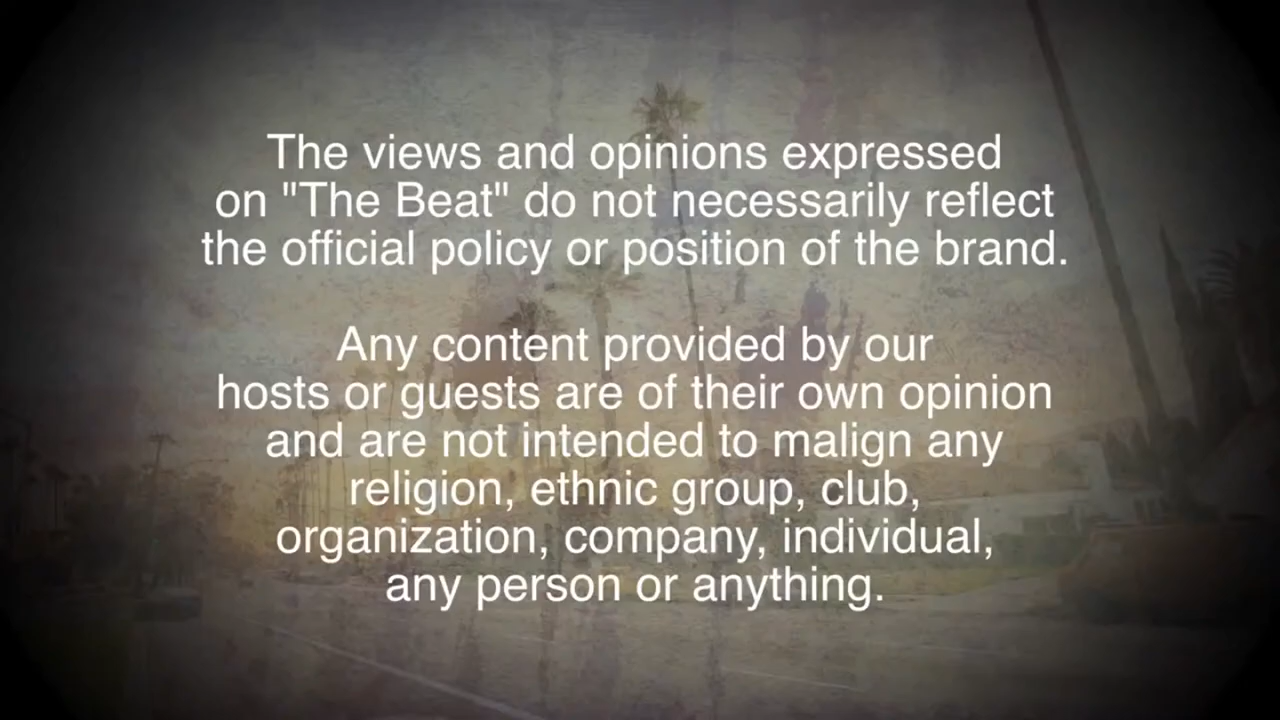 The views and opinions expressed
on "The Beat" do not necessarily reflect
the official policy or position of the brand.
Any content provided by our
hosts or guests are of their own opinion
and are not intended to malign any
religion, ethnic group, club,
organization, company, individual,
any person or anything.